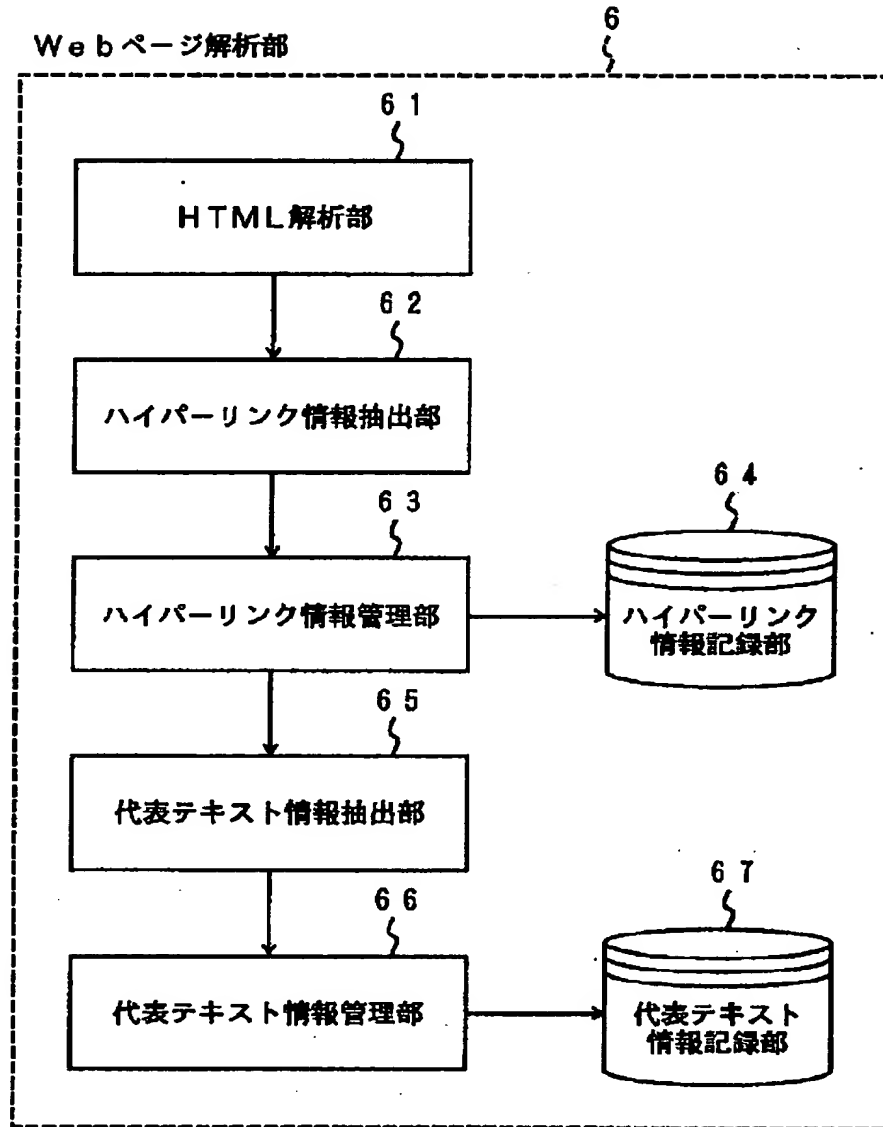 6
Ｗｅｂページ解析部
６１
ＨＴＭＬ解析部
６２
ハイパーリンク情報抽出部
６３
ハイパーリンク情報管理部
６４
ハイパーリンク
情報記録部
６５
代表テキスト情報抽出部
６６
代表テキスト情報管理部
６７
代表テキスト
情報記録部